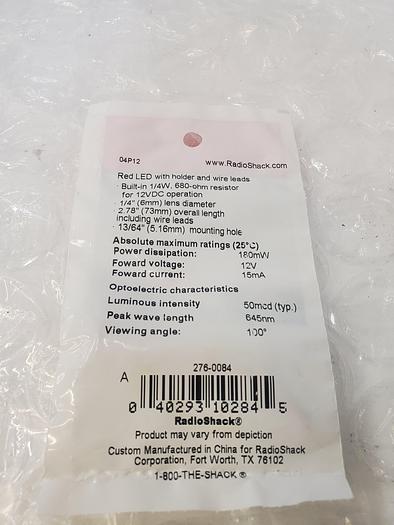 04P12 www.RadioShack.com
Red LED with holder and wire leads
· Built-in 1/4W, 680-ohm resistor
for 12VDC operation
· 1/4" (6mm) lens diameter
· 2.78" (73mm) overall length
including wire leads
· 13/64" (5.16mm) mounting hole
Absolute maximum ratings (25°C)
Power dissipation: 180mW
Foward voltage: 12V
Foward current: 15mA
Optoelectric characteristics
Luminous intensity 50mcd (typ.)
Peak wave length 645nm
Viewing angle: 100°
276-0084
A
0 40293 10284 5
RadioShack®
Product may vary from depiction
Custom Manufactured in China for RadioShack
Corporation, Fort Worth, TX 76102
1-800-THE-SHACK®